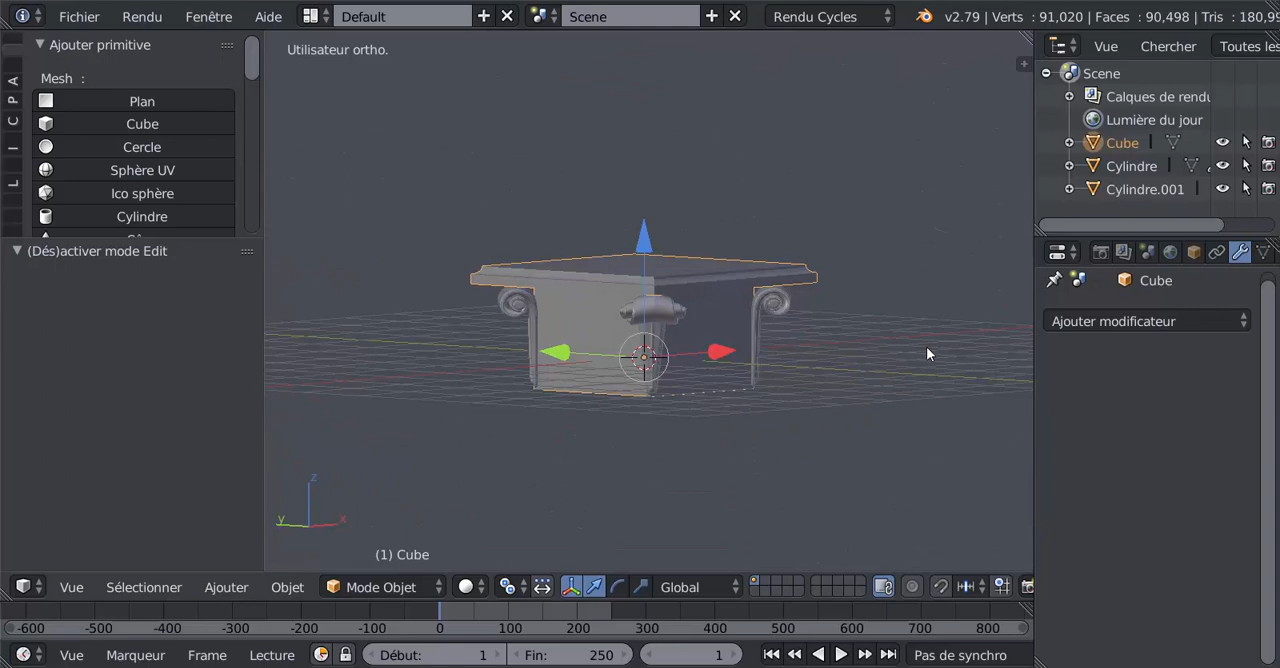 Fichier Rendu Fenêtre Aide Default Scene Rendu Cycles v2.79 | Verts : 91,020 | Faces : 90,498 | Tris : 180,99
Ajouter primitive
Mesh :
Plan
Cube
Cercle
Sphère UV
Ico sphère
Cylindre
A
P
C
I
L
(Dés)activer mode Edit
Utilisateur ortho.
z
y x
(1) Cube
Vue Chercher Toutes les
Scene
Calques de rendu
Lumière du jour
Cube
Cylindre
Cylindre.001
Cube
Ajouter modificateur
Vue Sélectionner Ajouter Objet Mode Objet Global
-600 -500 -400 -300 -200 -100 0 100 200 300 400 500 600 700 800
Vue Marqueur Frame Lecture Début: 1 Fin: 250 1 Pas de synchro